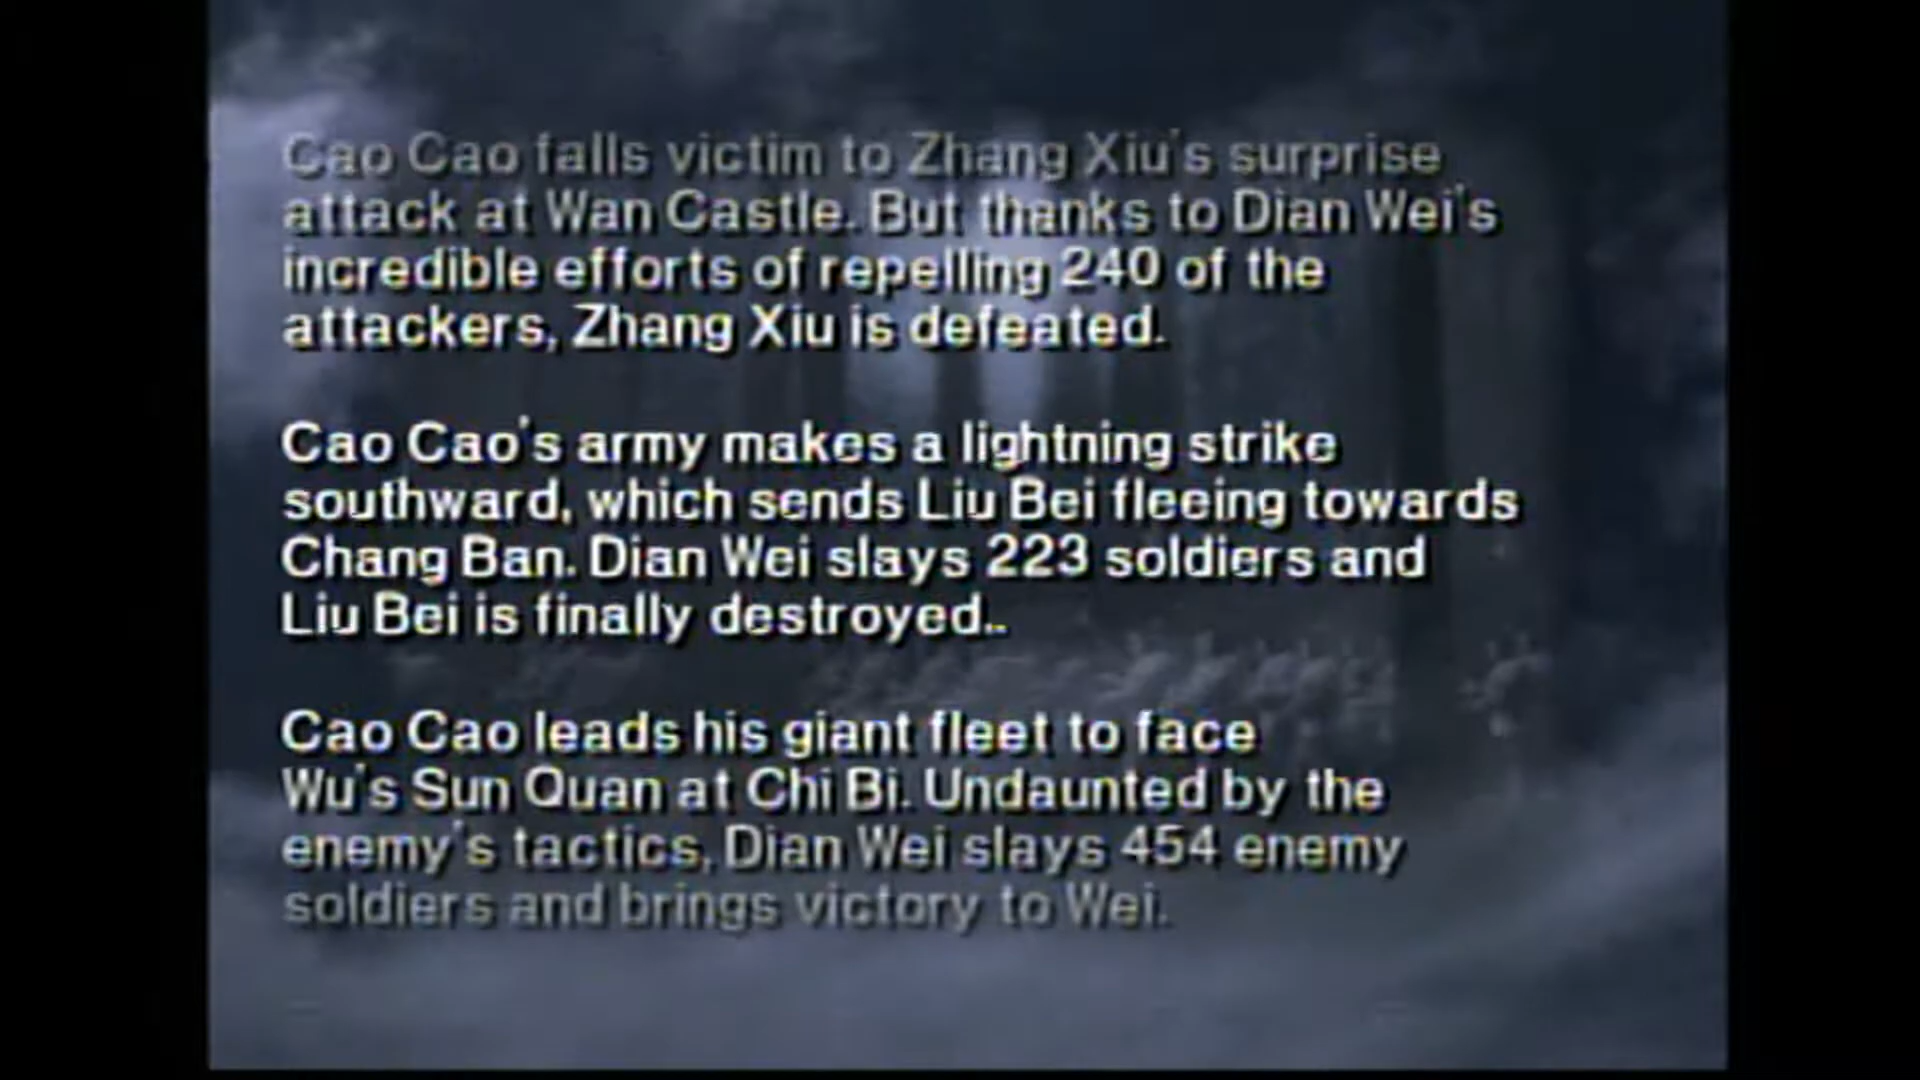 Cao Cao falls victim to Zhang Xiu's surprise
attack at Wan Castle. But thanks to Dian Wei's
incredible efforts of repelling 240 of the
attackers, Zhang Xiu is defeated.
Cao Cao's army makes a lightning strike
southward, which sends Liu Bei fleeing towards
Chang Ban. Dian Wei slays 223 soldiers and
Liu Bei is finally destroyed..
Cao Cao leads his giant fleet to face
Wu's Sun Quan at Chi Bi. Undaunted by the
enemy's tactics, Dian Wei slays 454 enemy
soldiers and brings victory to Wei.